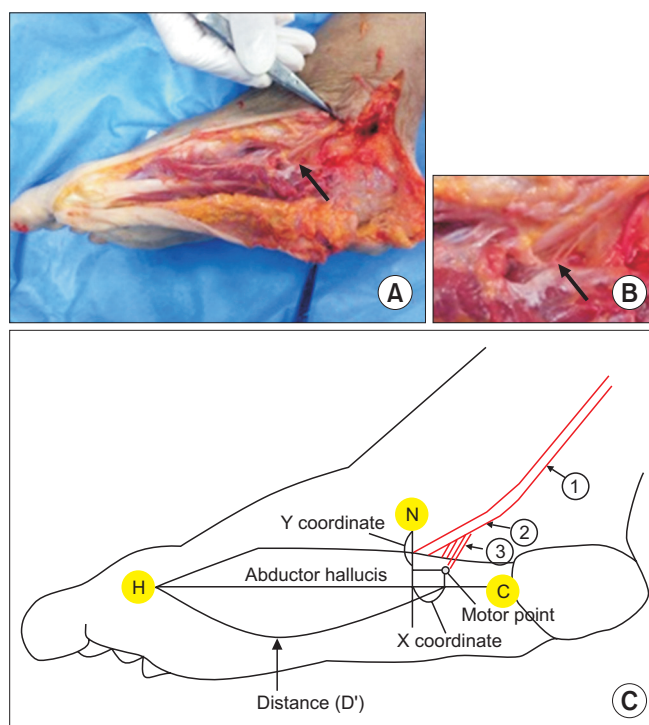 A
B
1
N
2
Y coordinate
3
H
Abductor hallucis
C
Motor point
X coordinate
Distance (D')
C